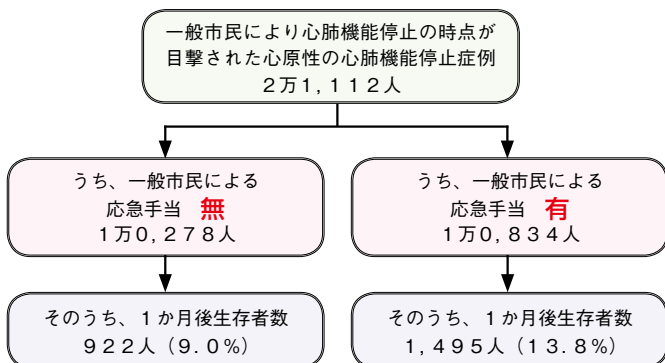 一般市民により心肺機能停止の時点が
目撃された心原性の心肺機能停止症例
２万１,１１２人
うち、一般市民による
応急手当　無
１万０,２７８人
うち、一般市民による
応急手当　有
１万０,８３４人
そのうち、１か月後生存者数
９２２人（９.０%）
そのうち、１か月後生存者数
１,４９５人（１３.８%）